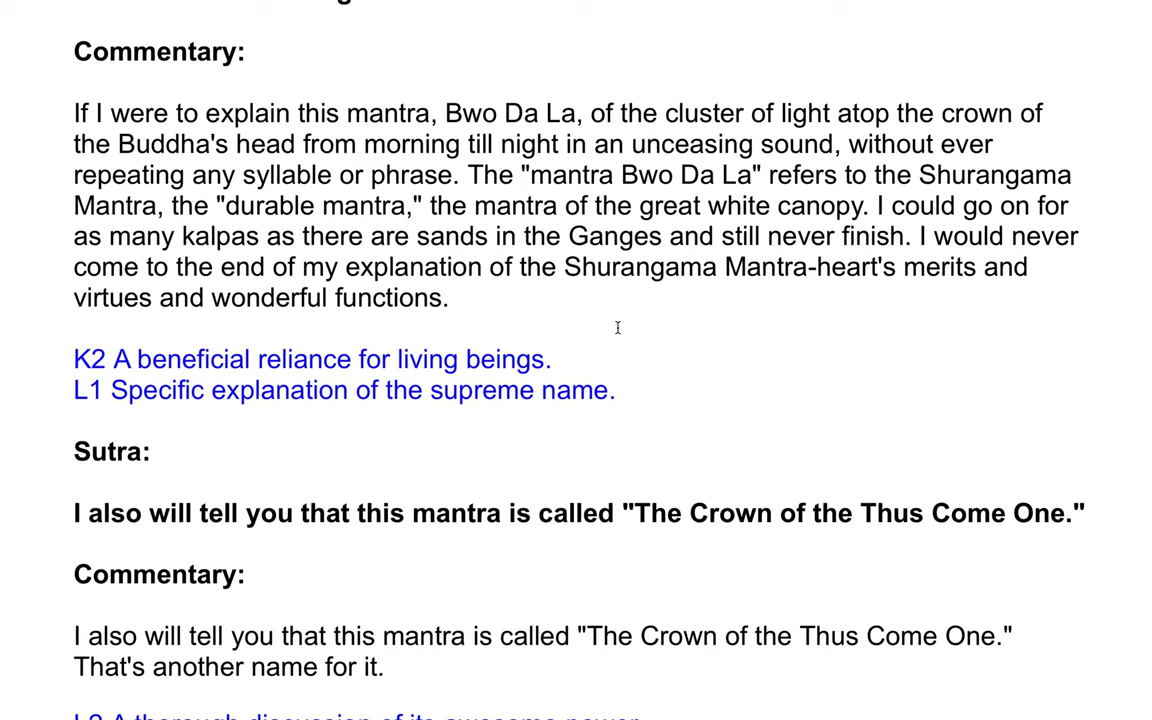 Commentary:
If I were to explain this mantra, Bwo Da La, of the cluster of light atop the crown of
the Buddha's head from morning till night in an unceasing sound, without ever
repeating any syllable or phrase. The "mantra Bwo Da La" refers to the Shurangama
Mantra, the "durable mantra," the mantra of the great white canopy. I could go on for
as many kalpas as there are sands in the Ganges and still never finish. I would never
come to the end of my explanation of the Shurangama Mantra-heart's merits and
virtues and wonderful functions.
K2 A beneficial reliance for living beings.
L1 Specific explanation of the supreme name.
Sutra:
I also will tell you that this mantra is called "The Crown of the Thus Come One."
Commentary:
I also will tell you that this mantra is called "The Crown of the Thus Come One."
That's another name for it.
L2 A thorough discussion of its awesome power.